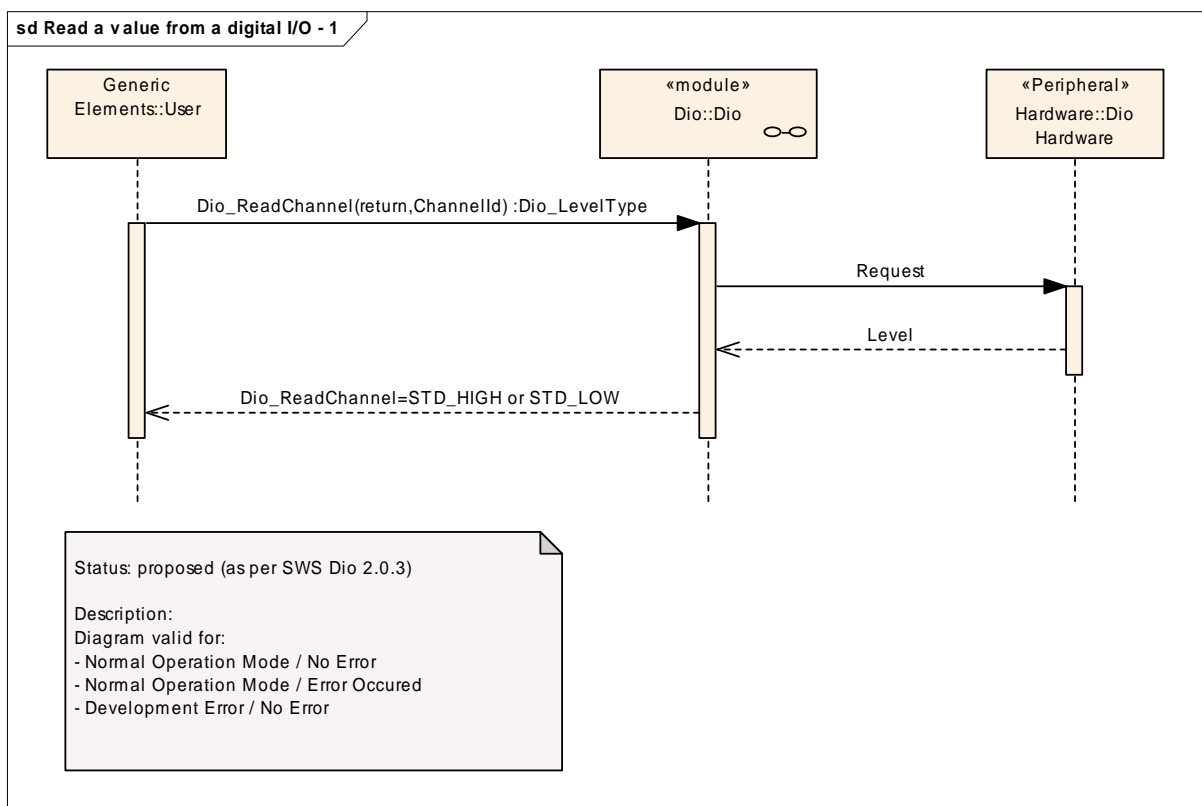 sd Read a value from a digital I/O - 1
Generic
Elements::User
«module»
Dio::Dio
«Peripheral»
Hardware::Dio
Hardware
Dio_ReadChannel(return,ChannelId) :Dio_LevelType
Request
Level
Dio_ReadChannel=STD_HIGH or STD_LOW
Status: proposed (as per SWS Dio 2.0.3)
Description:
Diagram valid for:
- Normal Operation Mode / No Error
- Normal Operation Mode / Error Occured
- Development Error / No Error